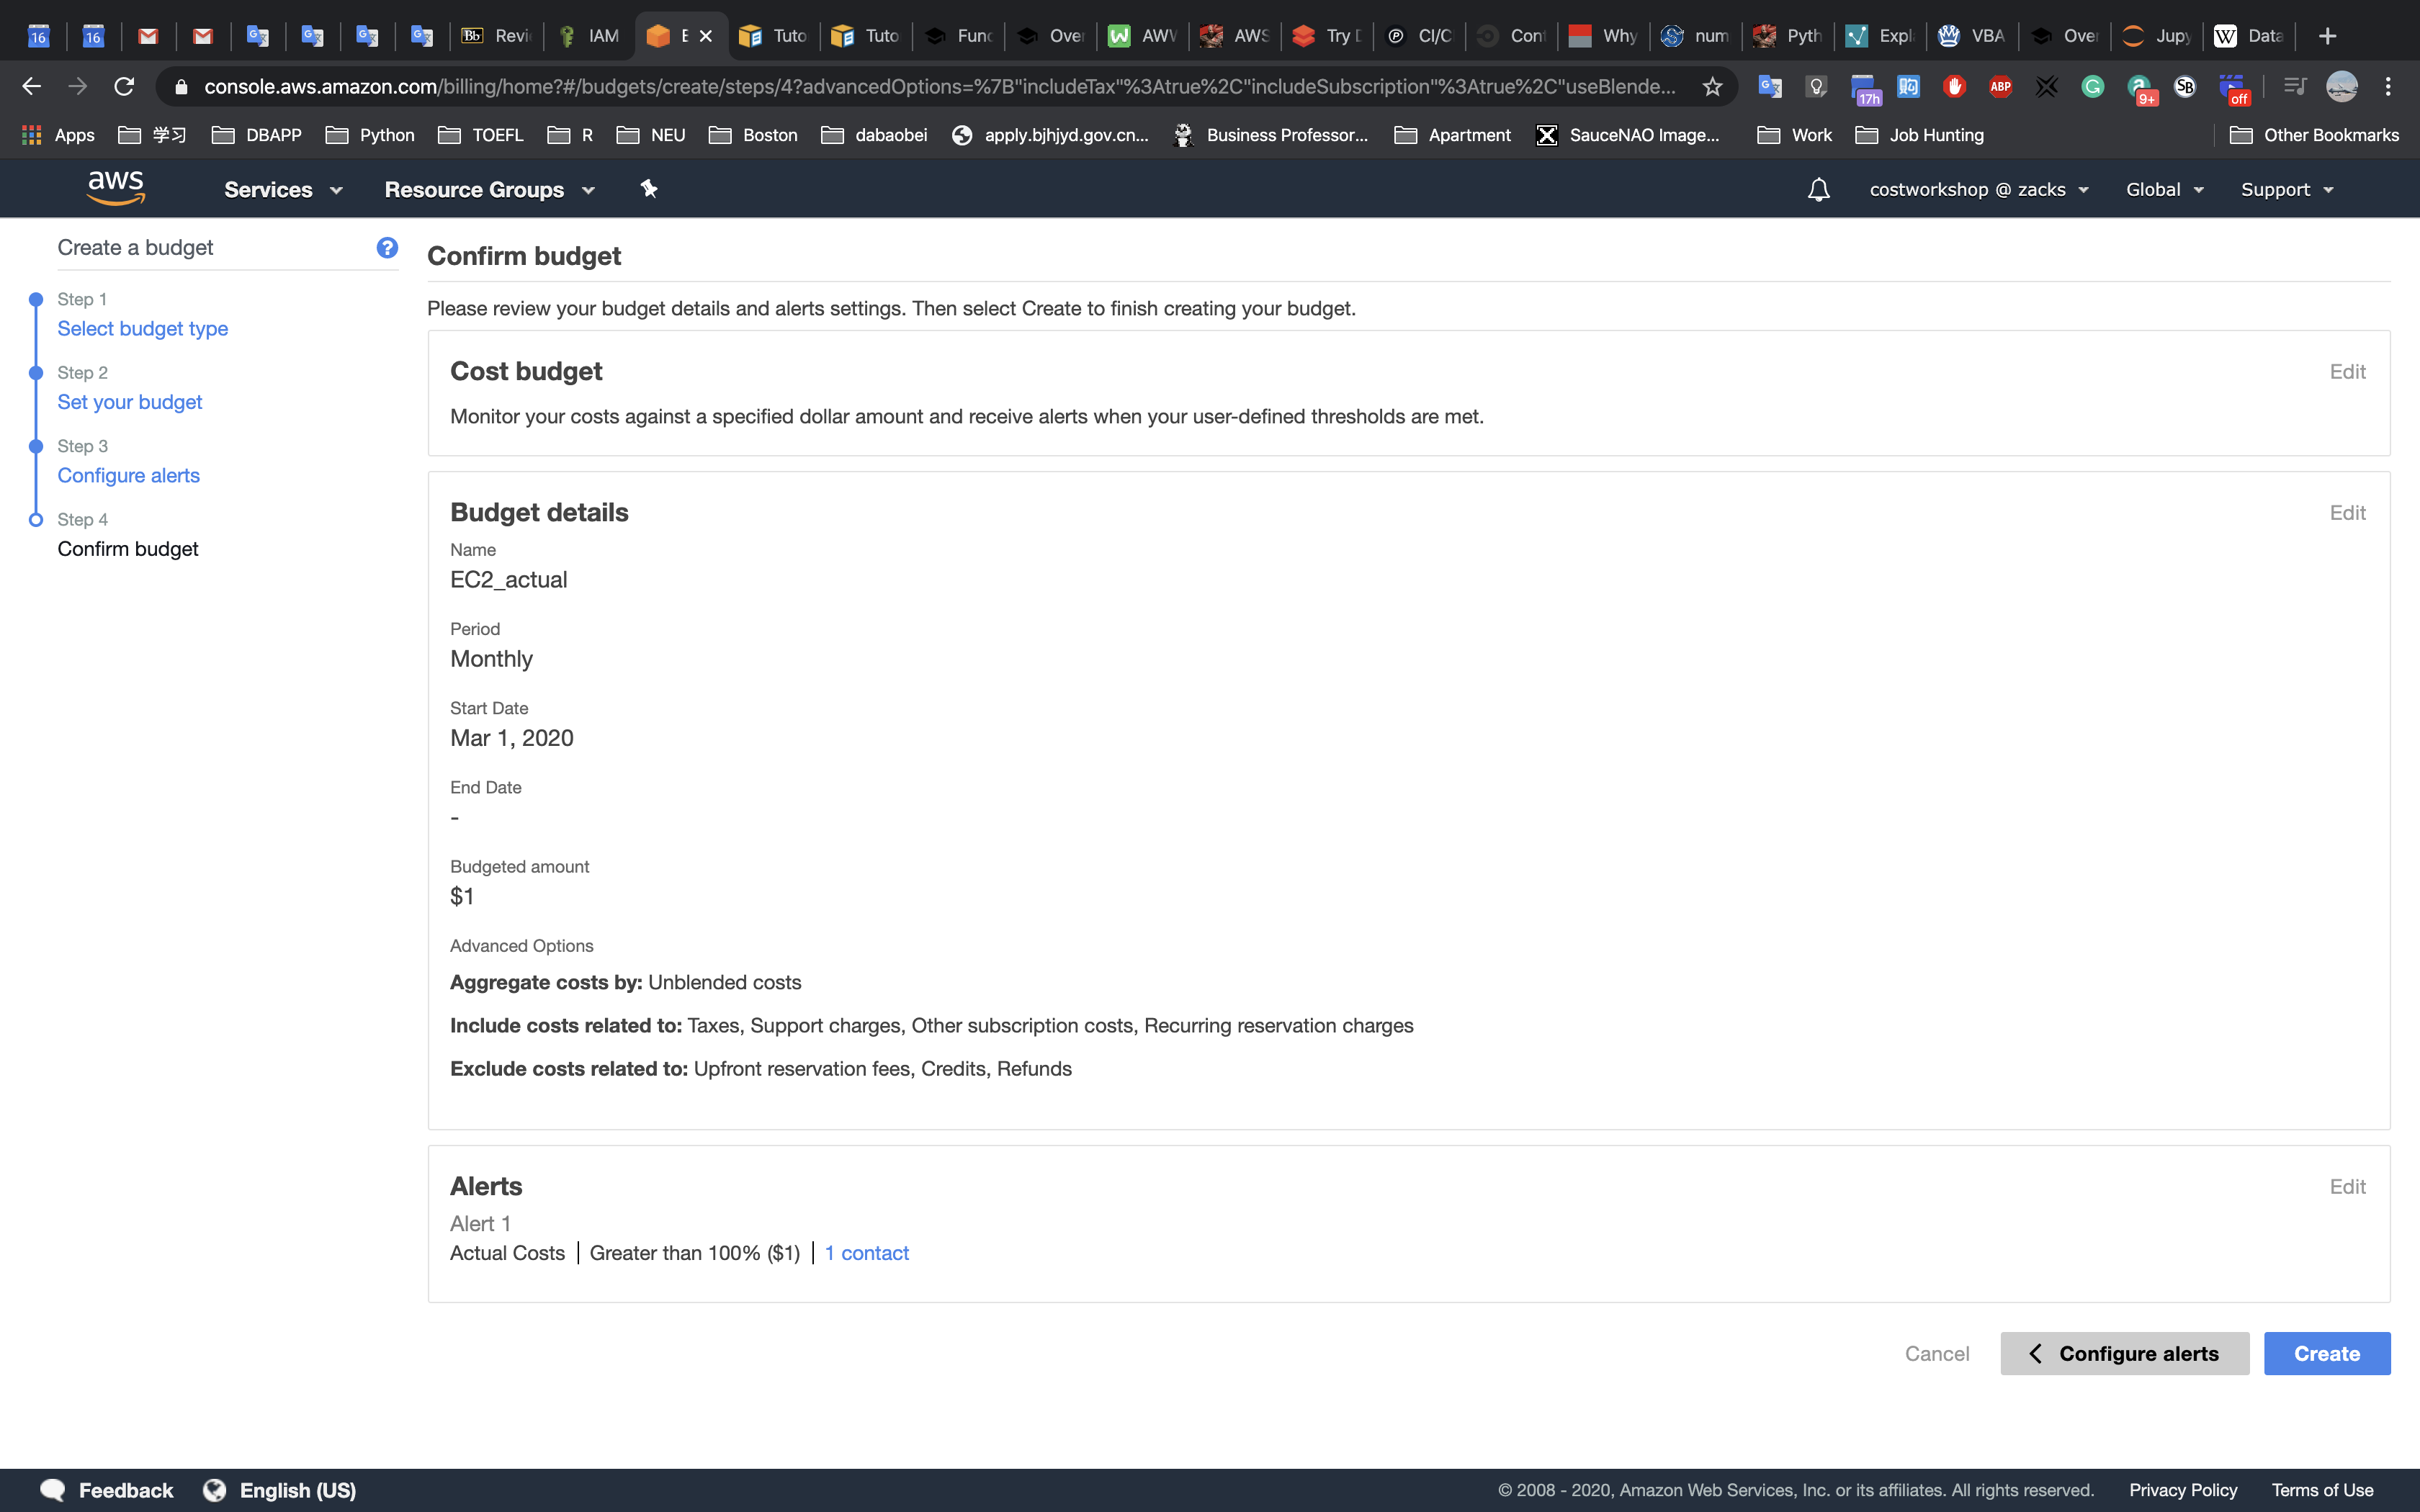 16
16
Bb Revi
IAM
E
Tuto
Tuto
Func
Over
AWW
AWS
Try D
CI/C
Cont
Why
num
Pyth
Expl
VBA
Over
Jupy
W Data
console.aws.amazon.com/billing/home?#/budgets/create/steps/4?advancedOptions=%7B"includeTax"%3Atrue%2C"includeSubscription"%3Atrue%2C"useBlende...
17h
ABP
9+
SB
off
Apps
学习
DBAPP
Python
TOEFL
R
NEU
Boston
dabaobei
apply.bjhjyd.gov.cn...
Business Professor...
Apartment
SauceNAO Image...
Work
Job Hunting
Other Bookmarks
aws
Services
Resource Groups
costworkshop @ zacks
Global
Support
Create a budget
?
Step 1
Select budget type
Step 2
Set your budget
Step 3
Configure alerts
Step 4
Confirm budget
Confirm budget
Please review your budget details and alerts settings. Then select Create to finish creating your budget.
Cost budget
Edit
Monitor your costs against a specified dollar amount and receive alerts when your user-defined thresholds are met.
Budget details
Edit
Name
EC2_actual
Period
Monthly
Start Date
Mar 1, 2020
End Date
-
Budgeted amount
$1
Advanced Options
Aggregate costs by: Unblended costs
Include costs related to: Taxes, Support charges, Other subscription costs, Recurring reservation charges
Exclude costs related to: Upfront reservation fees, Credits, Refunds
Alerts
Edit
Alert 1
Actual Costs | Greater than 100% ($1) | 1 contact
Cancel
Configure alerts
Create
Feedback
English (US)
© 2008 - 2020, Amazon Web Services, Inc. or its affiliates. All rights reserved.
Privacy Policy
Terms of Use